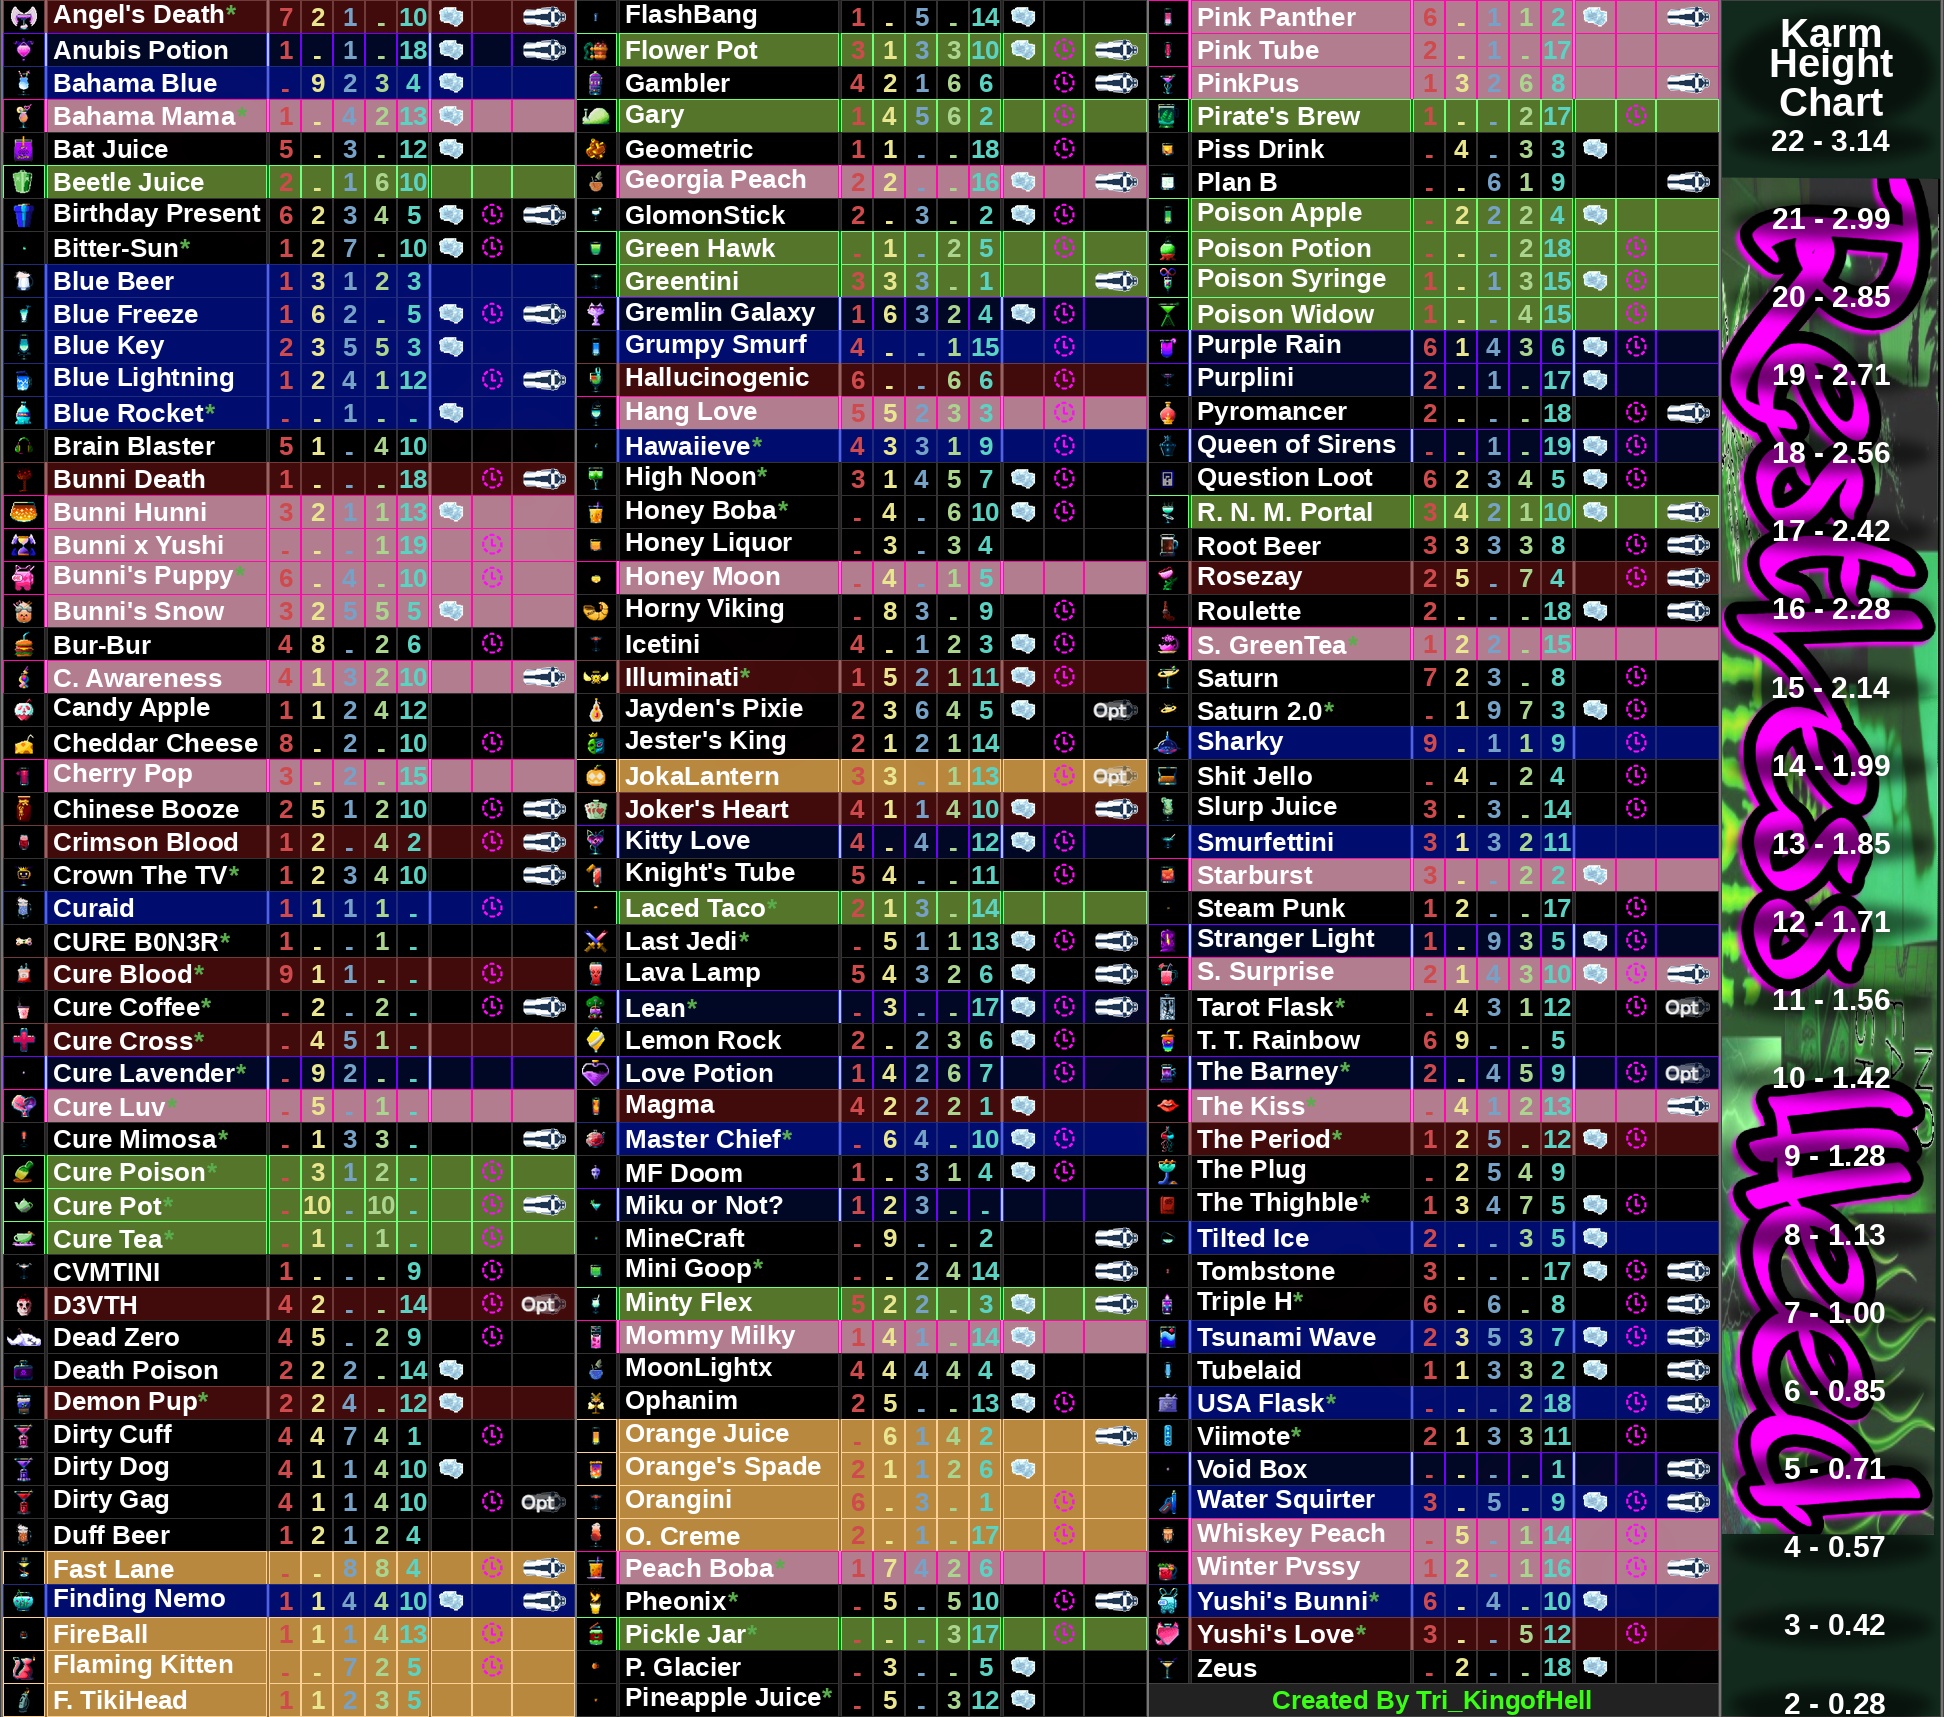 Angel's Death* 7 2 1 - 10
Anubis Potion 1 - 1 - 18
Bahama Blue - 9 2 3 4
Bahama Mama* 1 - 4 2 13
Bat Juice 5 - 3 - 12
Beetle Juice 2 - 1 6 10
Birthday Present 6 2 3 4 5
Bitter-Sun* 1 2 7 - 10
Blue Beer 1 3 1 2 3
Blue Freeze 1 6 2 - 5
Blue Key 2 3 5 5 3
Blue Lightning 1 2 4 1 12
Blue Rocket* - - 1 - -
Brain Blaster 5 1 - 4 10
Bunni Death 1 - - - 18
Bunni Hunni 3 2 1 1 13
Bunni x Yushi - - - 1 19
Bunni's Puppy* 6 - 4 - 10
Bunni's Snow 3 2 5 5 5
Bur-Bur 4 8 - 2 6
C. Awareness 4 1 3 2 10
Candy Apple 1 1 2 4 12
Cheddar Cheese 8 - 2 - 10
Cherry Pop 3 - 2 - 15
Chinese Booze 2 5 1 2 10
Crimson Blood 1 2 - 4 2
Crown The TV* 1 2 3 4 10
Curaid 1 1 1 1 -
CURE B0N3R* 1 - - 1 -
Cure Blood* 9 1 1 - -
Cure Coffee* - 2 - 2 -
Cure Cross* - 4 5 1 -
Cure Lavender* - 9 2 - -
Cure Luv* - 5 - 1 -
Cure Mimosa* - 1 3 3 -
Cure Poison* - 3 1 2 -
Cure Pot* - 10 - 10 -
Cure Tea* - 1 - 1 -
CVMTINI 1 - - - 9
D3VTH 4 2 - - 14 Opt
Dead Zero 4 5 - 2 9
Death Poison 2 2 2 - 14
Demon Pup* 2 2 4 - 12
Dirty Cuff 4 4 7 4 1
Dirty Dog 4 1 1 4 10
Dirty Gag 4 1 1 4 10 Opt
Duff Beer 1 2 1 2 4
Fast Lane - - 8 8 4
Finding Nemo 1 1 4 4 10
FireBall 1 1 1 4 13
Flaming Kitten - - 7 2 5
F. TikiHead 1 1 2 3 5
FlashBang 1 - 5 - 14
Flower Pot 3 1 3 3 10
Gambler 4 2 1 6 6
Gary 1 4 5 6 2
Geometric 1 1 - - 18
Georgia Peach 2 2 - - 16
GlomonStick 2 - 3 - 2
Green Hawk - 1 - 2 5
Greentini 3 3 3 - 1
Gremlin Galaxy 1 6 3 2 4
Grumpy Smurf 4 - - 1 15
Hallucinogenic 6 - - 6 6
Hang Love 5 5 2 3 3
Hawaiieve* 4 3 3 1 9
High Noon* 3 1 4 5 7
Honey Boba* - 4 - 6 10
Honey Liquor - 3 - 3 4
Honey Moon - 4 - 1 5
Horny Viking - 8 3 - 9
Icetini 4 - 1 2 3
Illuminati* 1 5 2 1 11
Jayden's Pixie 2 3 6 4 5 Opt
Jester's King 2 1 2 1 14
JokaLantern 3 3 - 1 13 Opt
Joker's Heart 4 1 1 4 10
Kitty Love 4 - 4 - 12
Knight's Tube 5 4 - - 11
Laced Taco* 2 1 3 - 14
Last Jedi* - 5 1 1 13
Lava Lamp 5 4 3 2 6
Lean* - 3 - - 17
Lemon Rock 2 - 2 3 6
Love Potion 1 4 2 6 7
Magma 4 2 2 2 1
Master Chief* - 6 4 - 10
MF Doom 1 - 3 1 4
Miku or Not? 1 2 3 - -
MineCraft - 9 - - 2
Mini Goop* - - 2 4 14
Minty Flex 5 2 2 - 3
Mommy Milky 1 4 1 - 14
MoonLightx 4 4 4 4 4
Ophanim 2 5 - - 13
Orange Juice - 6 1 4 2
Orange's Spade 2 1 1 2 6
Orangini 6 - 3 - 1
O. Creme 2 - 1 - 17
Peach Boba* 1 7 4 2 6
Pheonix* - 5 - 5 10
Pickle Jar* - - - 3 17
P. Glacier - 3 - - 5
Pineapple Juice* - 5 - 3 12
Pink Panther 6 - 1 1 2
Pink Tube 2 - 1 - 17
PinkPus 1 3 2 6 8
Pirate's Brew 1 - - 2 17
Piss Drink - 4 - 3 3
Plan B - - 6 1 9
Poison Apple - 2 2 2 4
Poison Potion - - - 2 18
Poison Syringe 1 - 1 3 15
Poison Widow 1 - - 4 15
Purple Rain 6 1 4 3 6
Purplini 2 - 1 - 17
Pyromancer 2 - - - 18
Queen of Sirens - - 1 - 19
Question Loot 6 2 3 4 5
R. N. M. Portal 3 4 2 1 10
Root Beer 3 3 3 3 8
Rosezay 2 5 - 7 4
Roulette 2 - - - 18
S. GreenTea* 1 2 2 - 15
Saturn 7 2 3 - 8
Saturn 2.0* - 1 9 7 3
Sharky 9 - 1 1 9
Shit Jello - 4 - 2 4
Slurp Juice 3 - 3 - 14
Smurfettini 3 1 3 2 11
Starburst 3 - - 2 2
Steam Punk 1 2 - - 17
Stranger Light 1 - 9 3 5
S. Surprise 2 1 4 3 10
Tarot Flask* - 4 3 1 12 Opt
T. T. Rainbow 6 9 - - 5
The Barney* 2 - 4 5 9 Opt
The Kiss* - 4 1 2 13
The Period* 1 2 5 - 12
The Plug - 2 5 4 9
The Thighble* 1 3 4 7 5
Tilted Ice 2 - - 3 5
Tombstone 3 - - - 17
Triple H* 6 - 6 - 8
Tsunami Wave 2 3 5 3 7
Tubelaid 1 1 3 3 2
USA Flask* - - - 2 18
Viimote* 2 1 3 3 11
Void Box - - - - 1
Water Squirter 3 - 5 - 9
Whiskey Peach - 5 - 1 14
Winter Pvssy 1 2 - 1 16
Yushi's Bunni* 6 - 4 - 10
Yushi's Love* 3 - - 5 12
Zeus - 2 - - 18
Created By Tri_KingofHell
Karm
Height
Chart
22 - 3.14
21 - 2.99
20 - 2.85
19 - 2.71
18 - 2.56
17 - 2.42
16 - 2.28
15 - 2.14
14 - 1.99
13 - 1.85
12 - 1.71
11 - 1.56
10 - 1.42
9 - 1.28
8 - 1.13
7 - 1.00
6 - 0.85
5 - 0.71
4 - 0.57
3 - 0.42
2 - 0.28